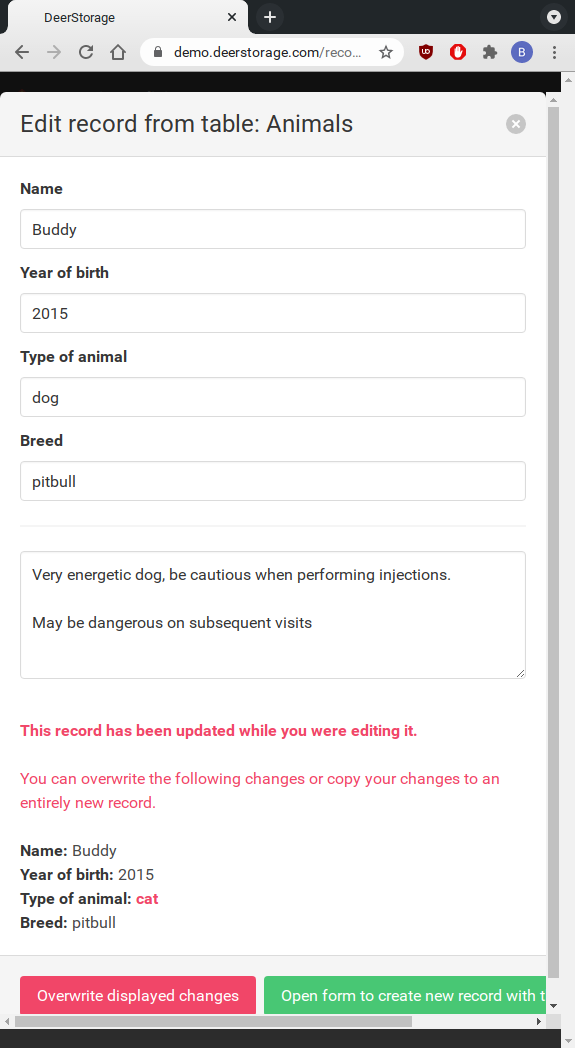 DeerStorage
demo.deerstorage.com/reco...
B
Edit record from table: Animals
Name
Buddy
Year of birth
2015
Type of animal
dog
Breed
pitbull
Very energetic dog, be cautious when performing injections.
May be dangerous on subsequent visits
This record has been updated while you were editing it.
You can overwrite the following changes or copy your changes to an
entirely new record.
Name: Buddy
Year of birth: 2015
Type of animal: cat
Breed: pitbull
Overwrite displayed changes
Open form to create new record with t